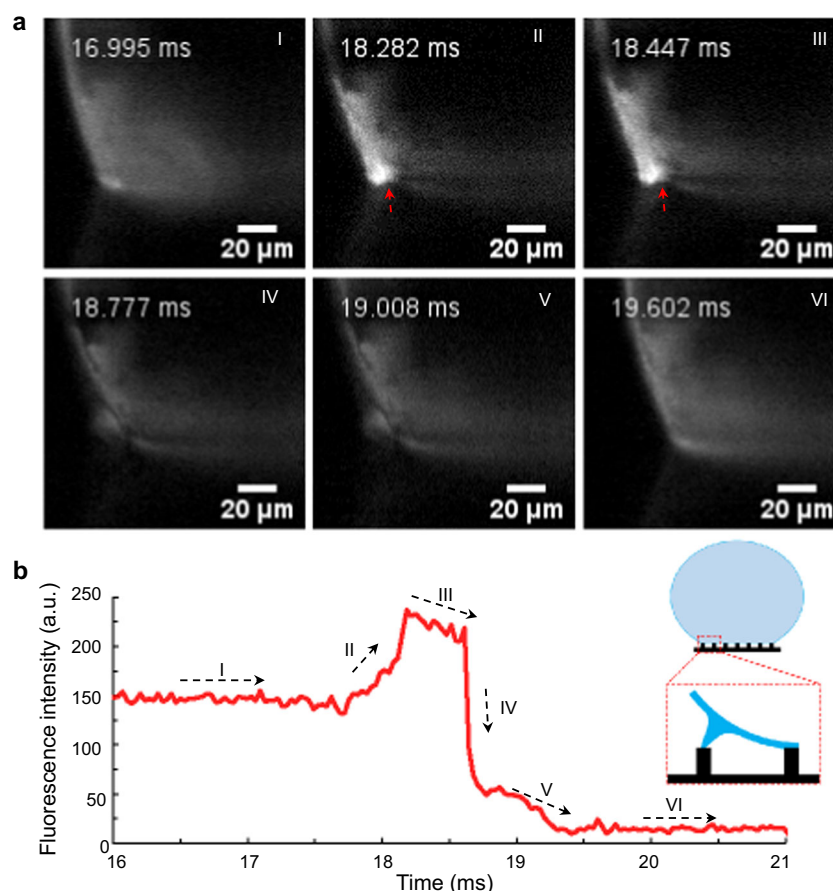 a
16.995 ms I
18.282 ms II
18.447 ms III
20 µm
20 µm
20 µm
18.777 ms IV
19.008 ms V
19.602 ms VI
20 µm
20 µm
20 µm
b
Fluorescence intensity (a.u.)
250
200
150
100
50
0
I
II
III
IV
V
VI
16 17 18 19 20 21
Time (ms)